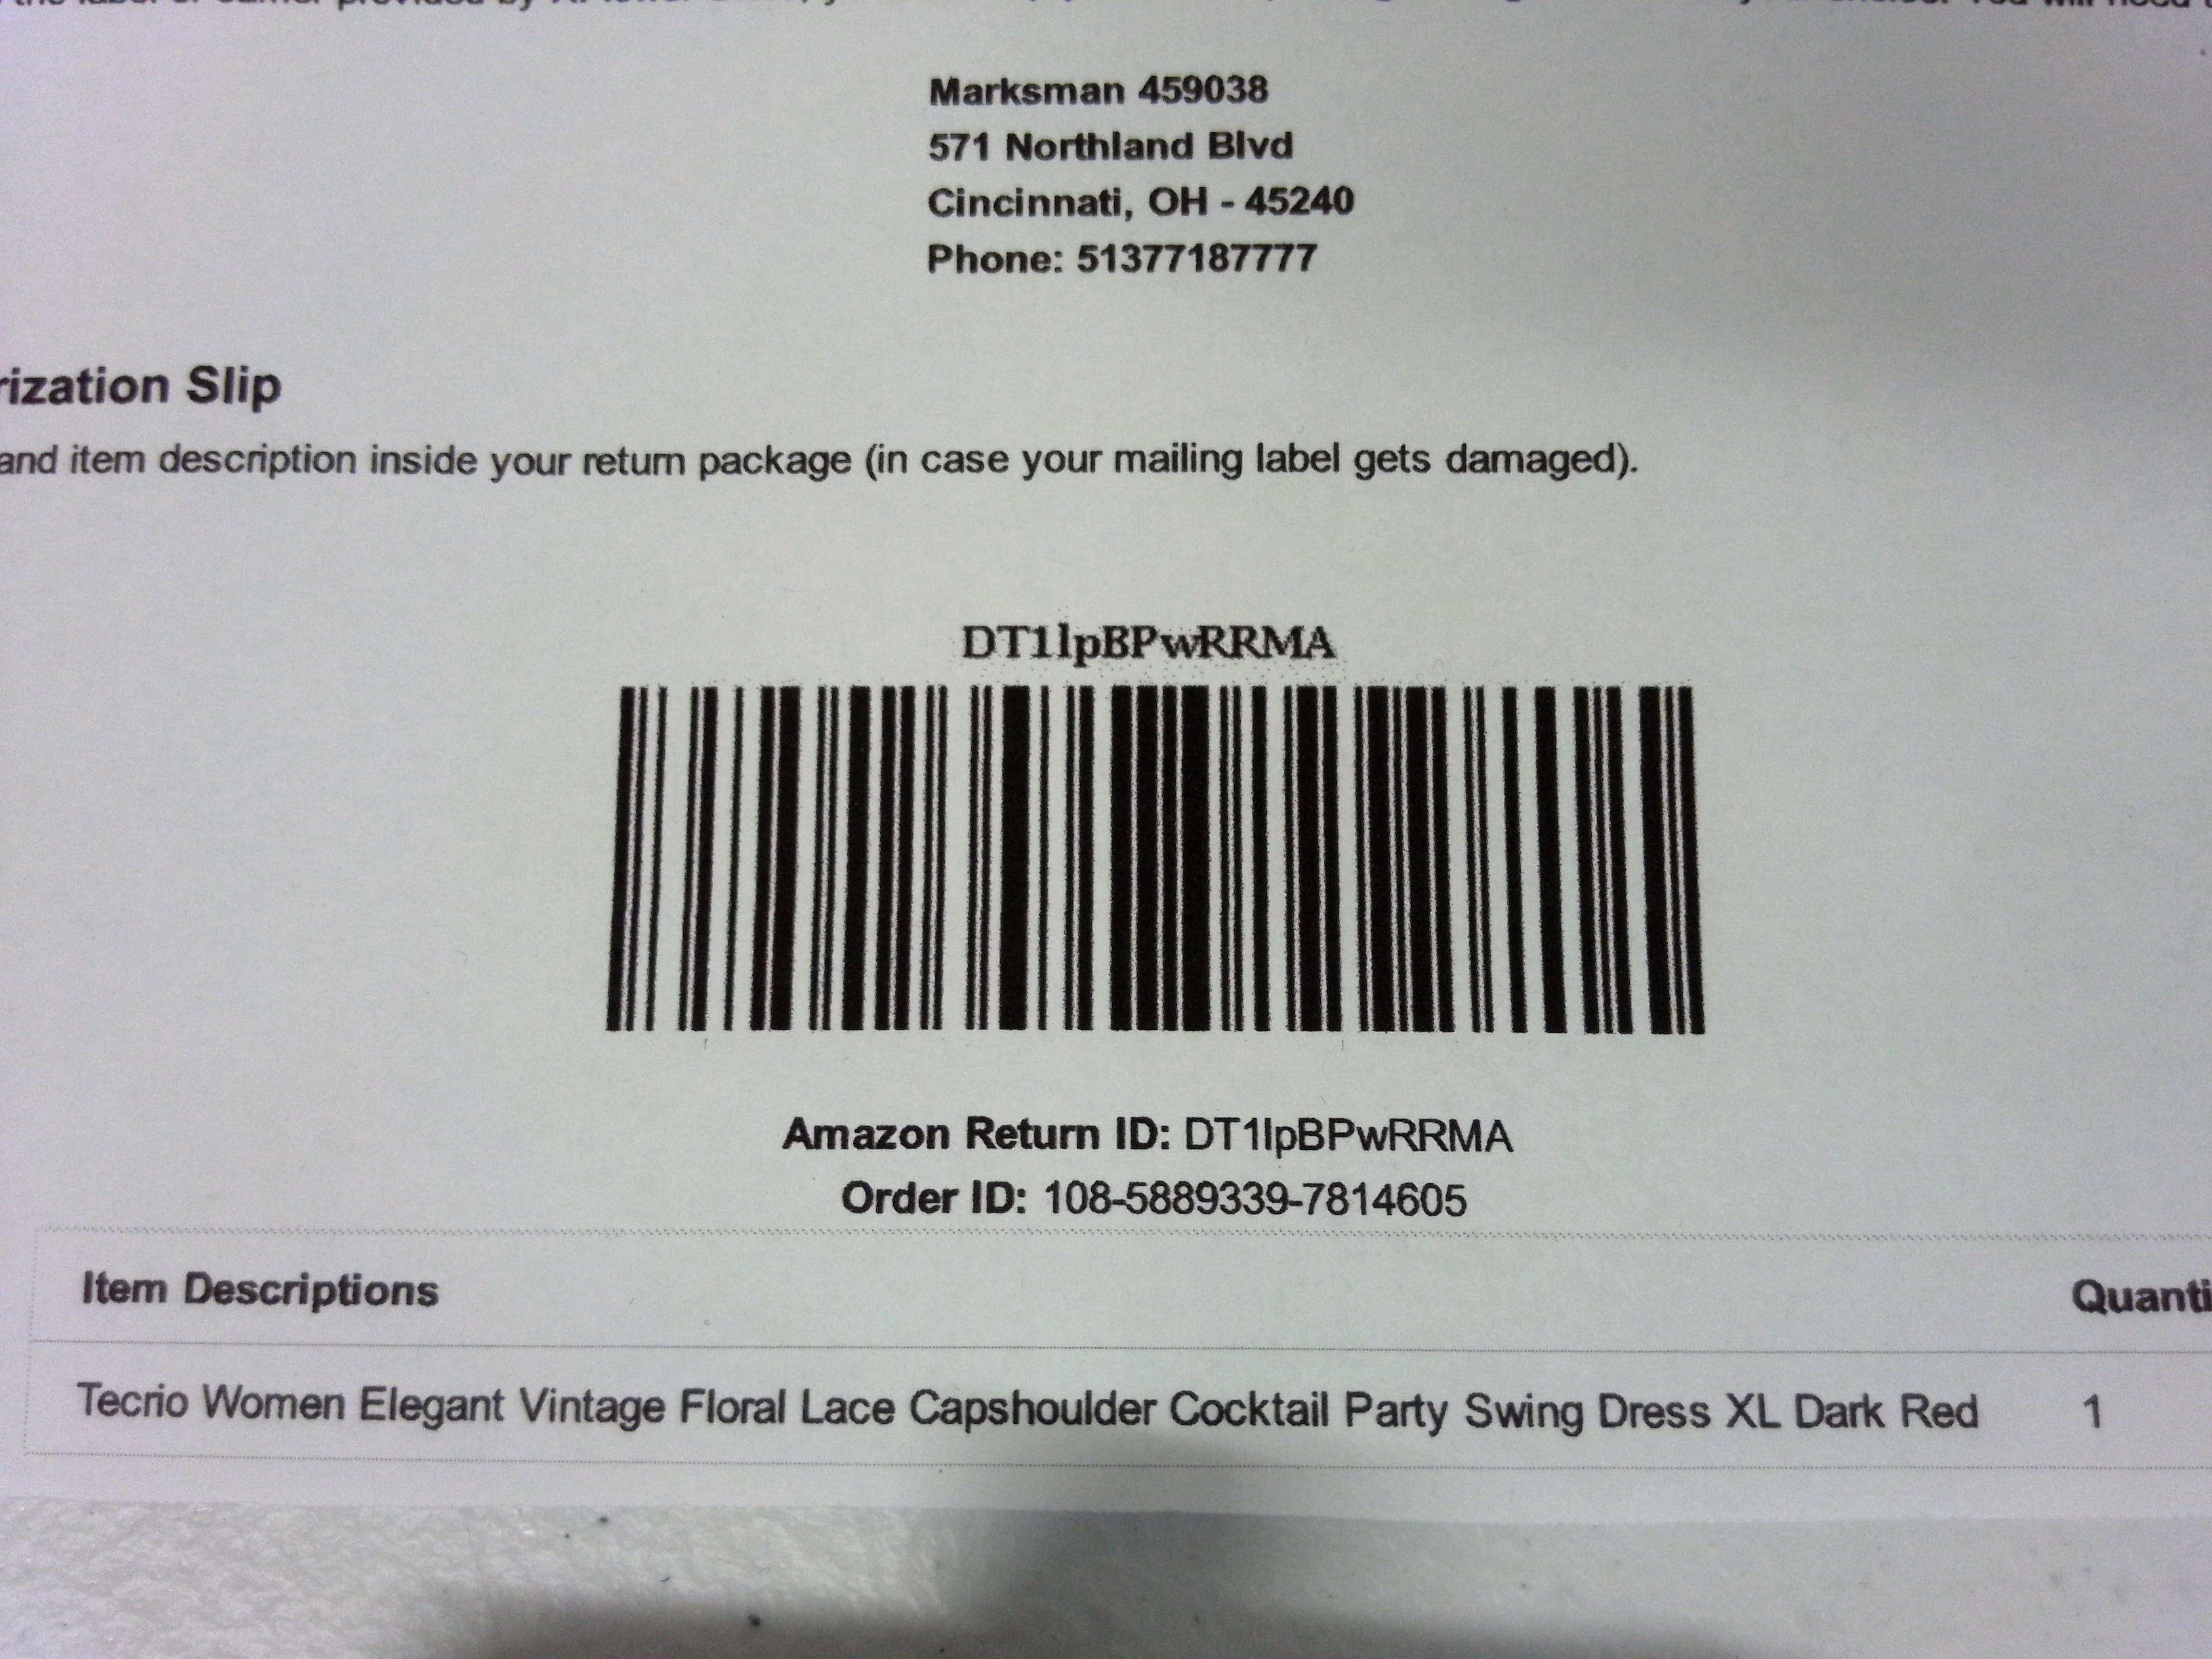 Marksman 459038
571 Northland Blvd
Cincinnati, OH - 45240
Phone: 51377187777
rization Slip
and item description inside your return package (in case your mailing label gets damaged).
DT1lpBPwRRMA
Amazon Return ID: DT1lpBPwRRMA
Order ID: 108-5889339-7814605
Item Descriptions Quanti
Tecrio Women Elegant Vintage Floral Lace Capshoulder Cocktail Party Swing Dress XL Dark Red 1